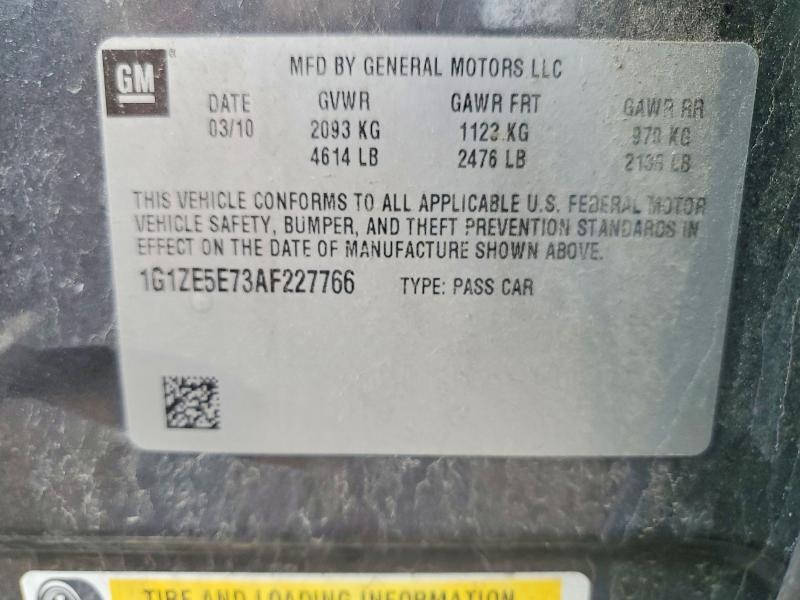 GM
MFD BY GENERAL MOTORS LLC
DATE GVWR GAWR FRT GAWR RR
03/10 2093 KG 1123 KG 970 KG
4614 LB 2476 LB 2138 LB
THIS VEHICLE CONFORMS TO ALL APPLICABLE U.S. FEDERAL MOTOR
VEHICLE SAFETY, BUMPER, AND THEFT PREVENTION STANDARDS IN
EFFECT ON THE DATE OF MANUFACTURE SHOWN ABOVE.
1G1ZE5E73AF227766 TYPE: PASS CAR
TIRE AND LOADING INFORMATION